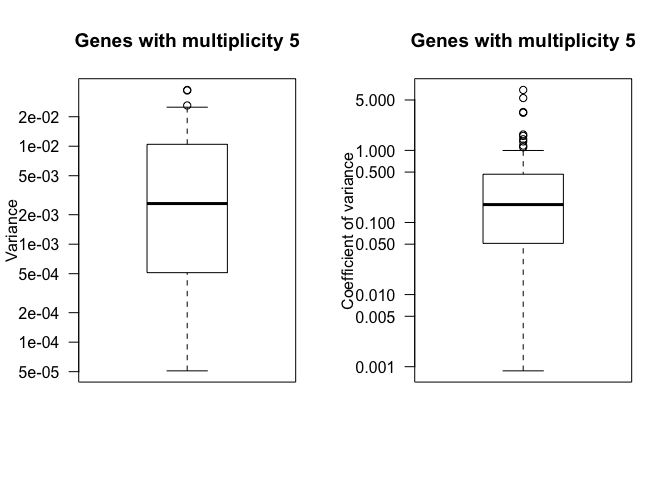 Genes with multiplicity 5
Variance
2e-02
1e-02
5e-03
2e-03
1e-03
5e-04
2e-04
1e-04
5e-05
Genes with multiplicity 5
Coefficient of variance
5.000
1.000
0.500
0.100
0.050
0.010
0.005
0.001